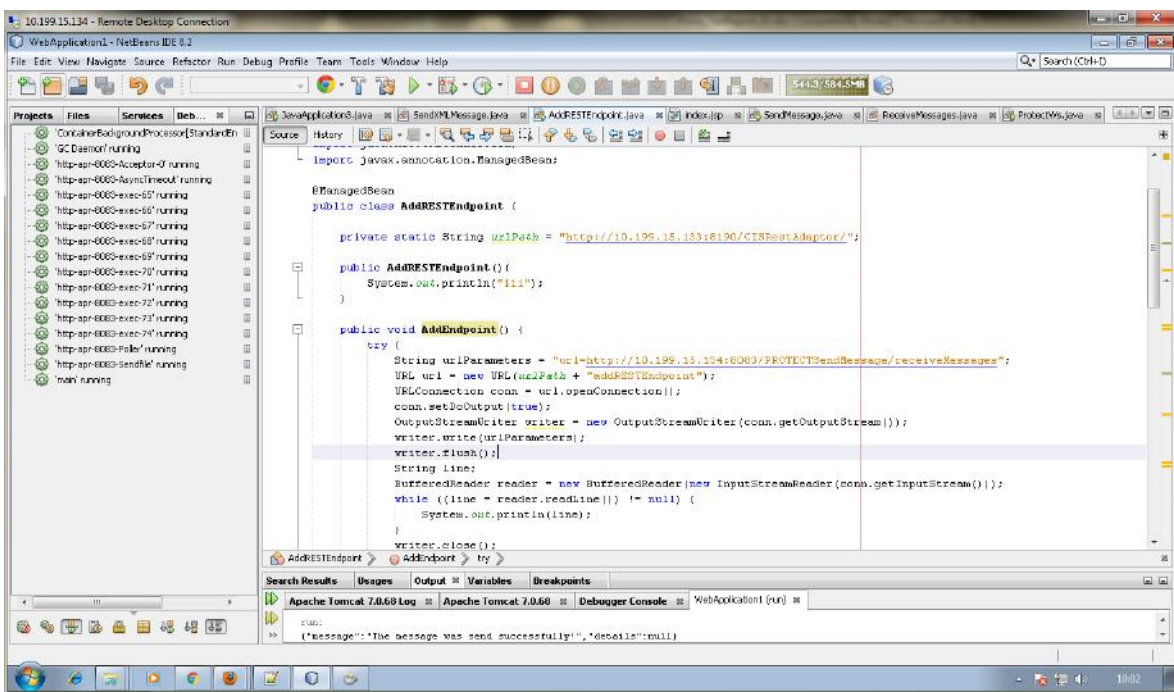 10.199.15.134 - Remote Desktop Connection
WebApplication1 - NetBeans IDE 8.2
File Edit View Navigate Source Refactor Run Debug Profile Team Tools Window Help
Search (Ctrl+I)
544.3/584.5MB
Projects Files Services Deb...
JavaApplication3.java SendXMLMessage.java AddRESTEndpoint.java index.jsp SendMessage.java ReceiveMessages.java ProtectWs.java
Source History
'ContainerBackgroundProcessor[StandardEn
'GC Daemon' running
'http-apr-8083-Acceptor-0' running
'http-apr-8083-AsyncTimeout' running
'http-apr-8083-exec-65' running
'http-apr-8083-exec-66' running
'http-apr-8083-exec-67' running
'http-apr-8083-exec-68' running
'http-apr-8083-exec-69' running
'http-apr-8083-exec-70' running
'http-apr-8083-exec-71' running
'http-apr-8083-exec-72' running
'http-apr-8083-exec-73' running
'http-apr-8083-exec-74' running
'http-apr-8083-Poller' running
'http-apr-8083-Sendfile' running
'main' running
import javax.annotation.ManagedBean;
@ManagedBean
public class AddRESTEndpoint {
private static String urlPath = "http://10.199.15.133:8190/CISRestAdaptor/";
public AddRESTEndpoint(){
System.out.println("iii");
}
public void AddEndpoint() {
try {
String urlParameters = "url=http://10.199.15.134:8083/PROTECTSendMessage/receiveMessages";
URL url = new URL(urlPath + "addRESTEndpoint");
URLConnection conn = url.openConnection();
conn.setDoOutput(true);
OutputStreamWriter writer = new OutputStreamWriter(conn.getOutputStream());
writer.write(urlParameters);
writer.flush();
String line;
BufferedReader reader = new BufferedReader(new InputStreamReader(conn.getInputStream()));
while ((line = reader.readLine()) != null) {
System.out.println(line);
}
writer.close();
AddRESTEndpoint AddEndpoint try
Search Results Usages Output Variables Breakpoints
Apache Tomcat 7.0.68 Log Apache Tomcat 7.0.68 Debugger Console WebApplication1 (run)
run:
{"message":"The message was send successfully!","details":null}
10:02